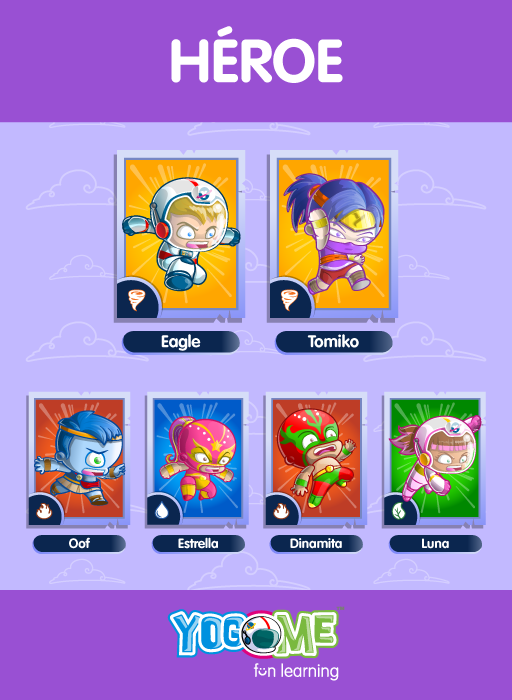 HÉROE
Eagle
Tomiko
Oof
Estrella
Dinamita
Luna
YOGOME
fun learning